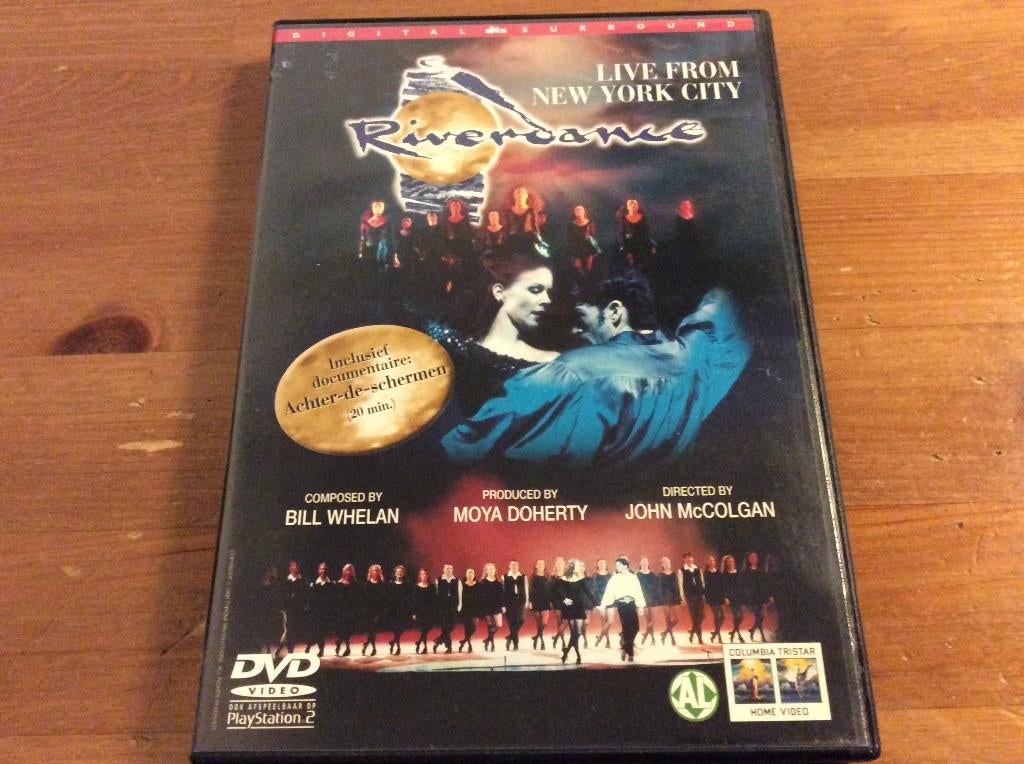 DIGITAL dts SURROUND
LIVE FROM
NEW YORK CITY
Riverdance
Inclusief
documentaire:
Achter-de-schermen
(20 min.)
COMPOSED BY
BILL WHELAN
PRODUCED BY
MOYA DOHERTY
DIRECTED BY
JOHN McCOLGAN
DVD
VIDEO
OOK AFSPEELBAAR OP
PlayStation 2
AL
COLUMBIA TRISTAR
HOME VIDEO